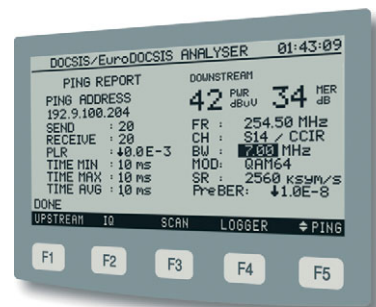 DOCSIS/EuroDOCSIS ANALYSER 01:43:09
PING REPORT
PING ADDRESS
192.9.100.204
SEND : 20
RECEIVE : 20
PLR : ↓0.0E-3
TIME MIN : 10 ms
TIME MAX : 10 ms
TIME AVG : 10 ms
DONE
DOWNSTREAM
42 PWR dBuV 34 MER dB
FR : 254.50 MHz
CH : S14 / CCIR
BW : 7.00 MHz
MOD: QAM64
SR : 2560 KSYM/s
PreBER: ↓1.0E-8
UPSTREAM IQ SCAN LOGGER ♦PING
F1 F2 F3 F4 F5